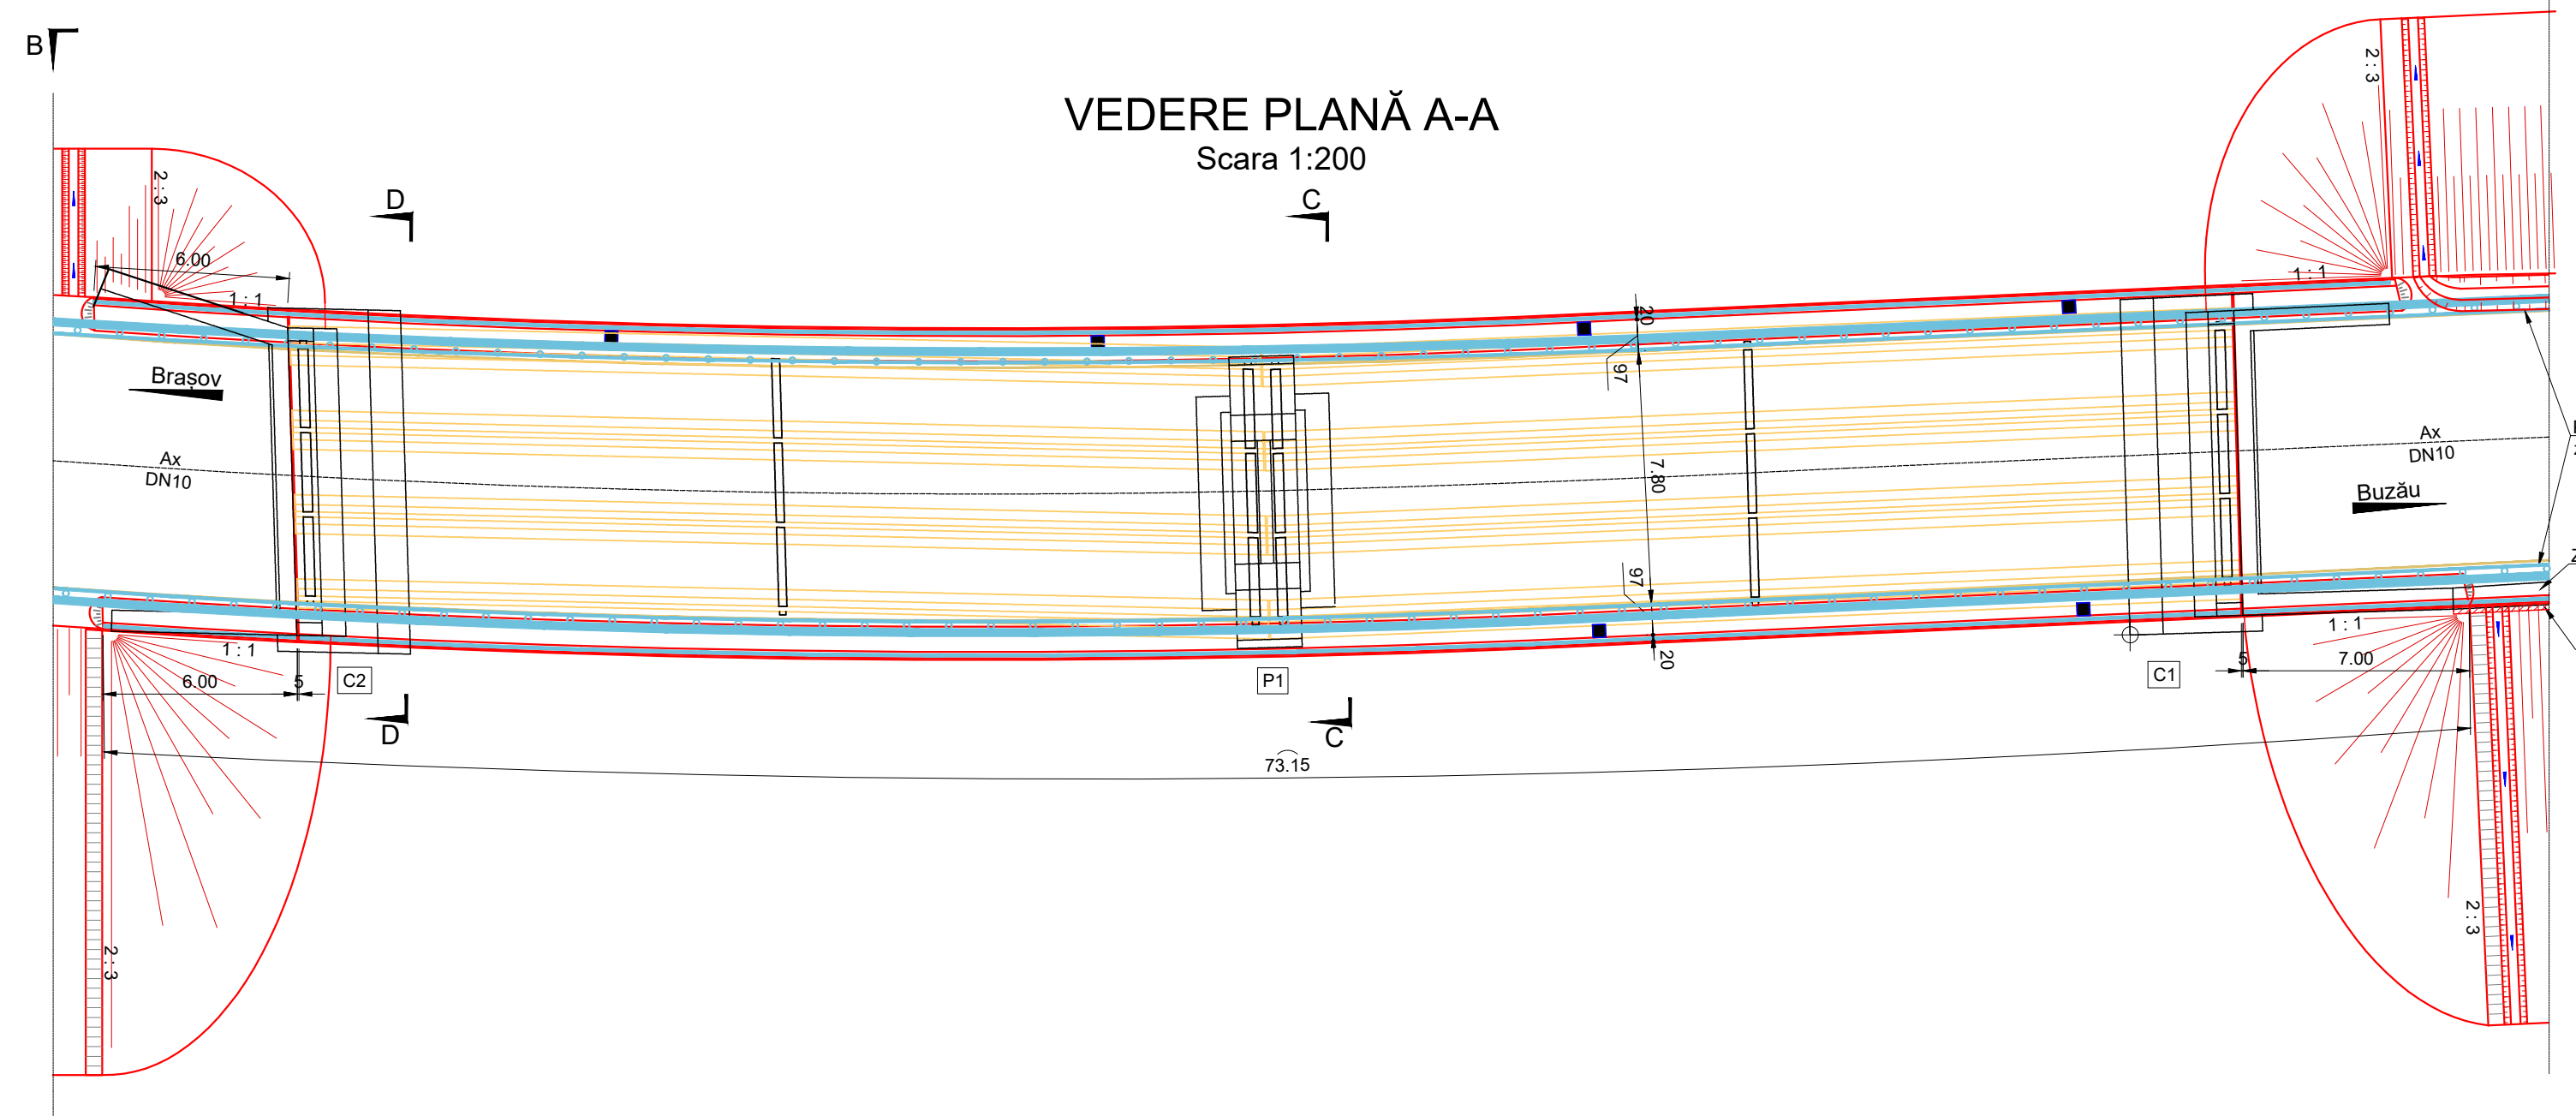 B
VEDERE PLANĂ A-A
Scara 1:200
D
C
2 : 3
2 : 3
6.00
1 : 1
1 : 1
20
97
Brașov
Ax
DN10
7.80
Ax
DN10
Buzău
97
20
1 : 1
6.00
5
C2
P1
C1
5
7.00
1 : 1
D
C
73.15
2 : 3
2 : 3